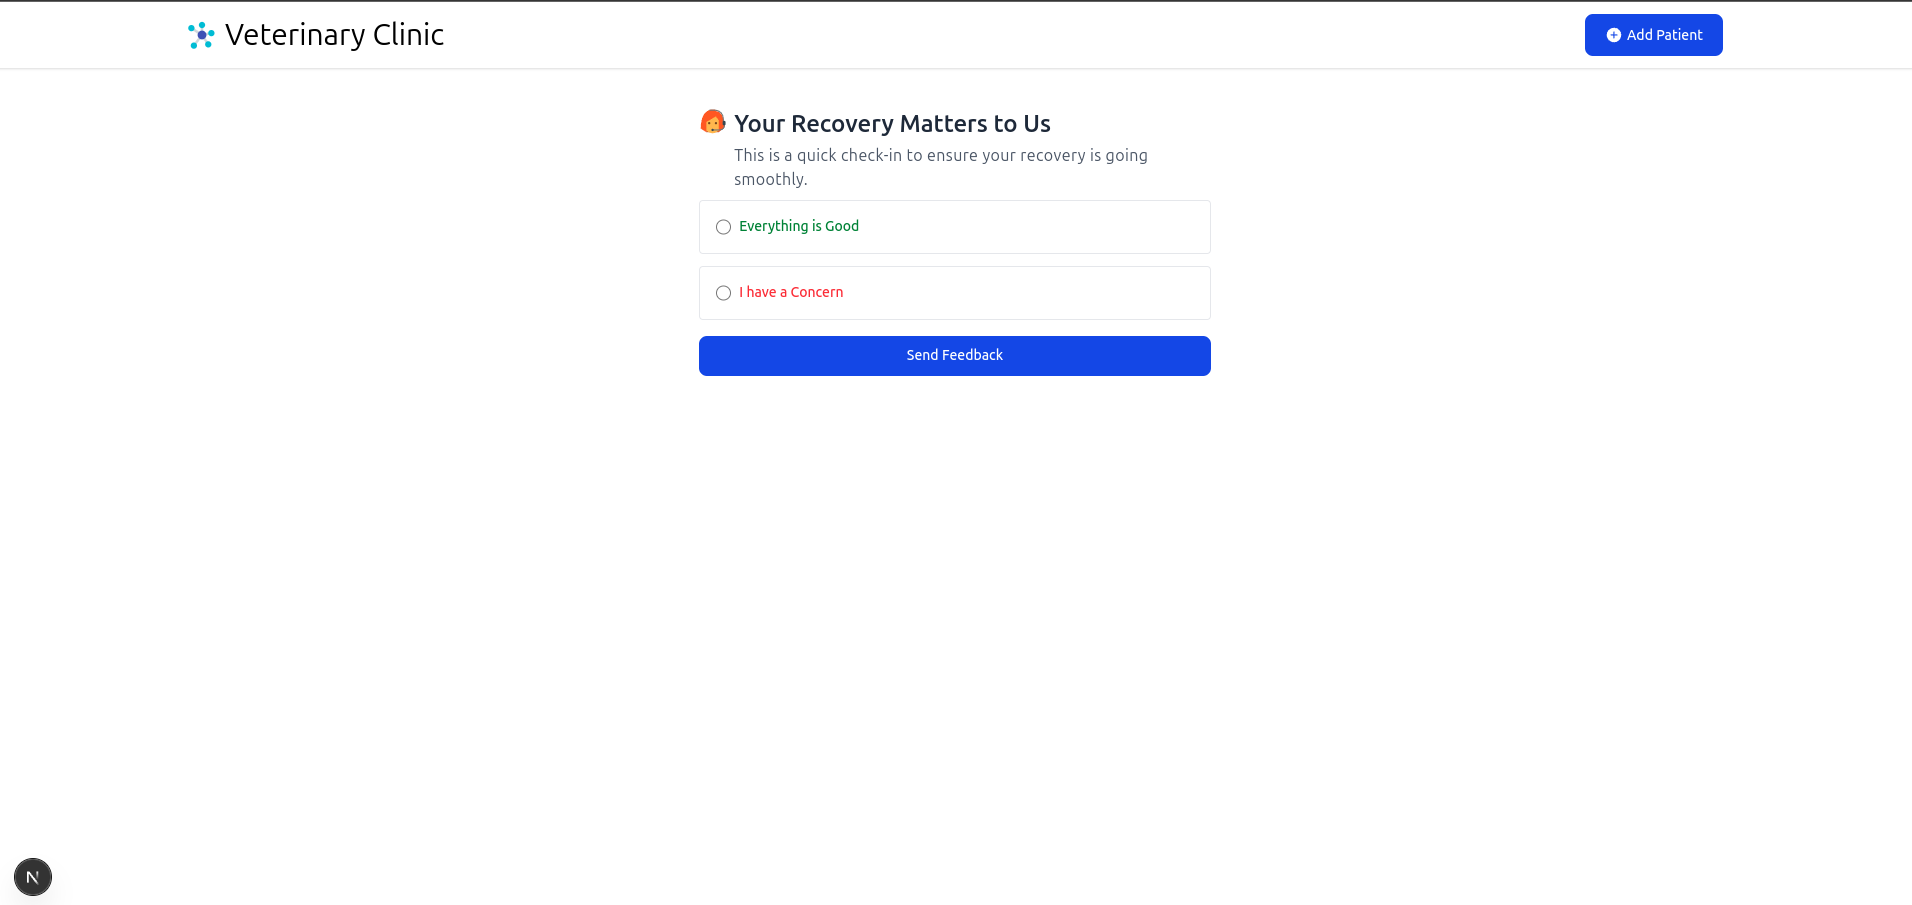 Veterinary Clinic
Add Patient
Your Recovery Matters to Us
This is a quick check-in to ensure your recovery is going
smoothly.
Everything is Good
I have a Concern
Send Feedback
N